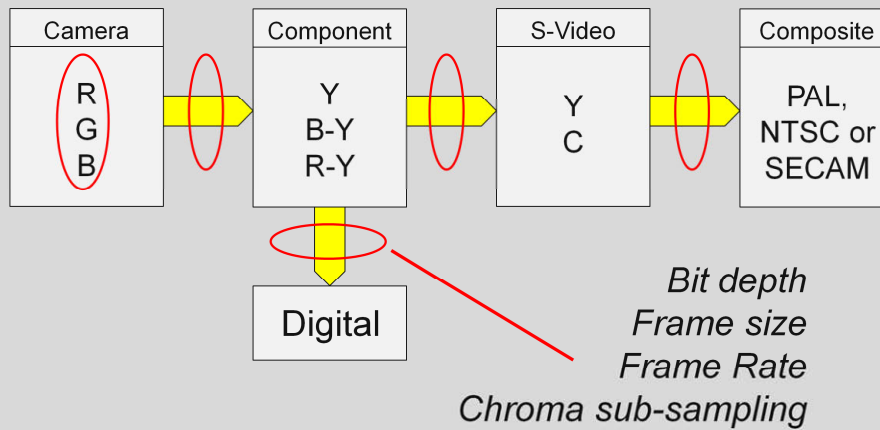 Camera
R
G
B
Component
Y
B-Y
R-Y
S-Video
Y
C
Composite
PAL,
NTSC or
SECAM
Digital
Bit depth
Frame size
Frame Rate
Chroma sub-sampling